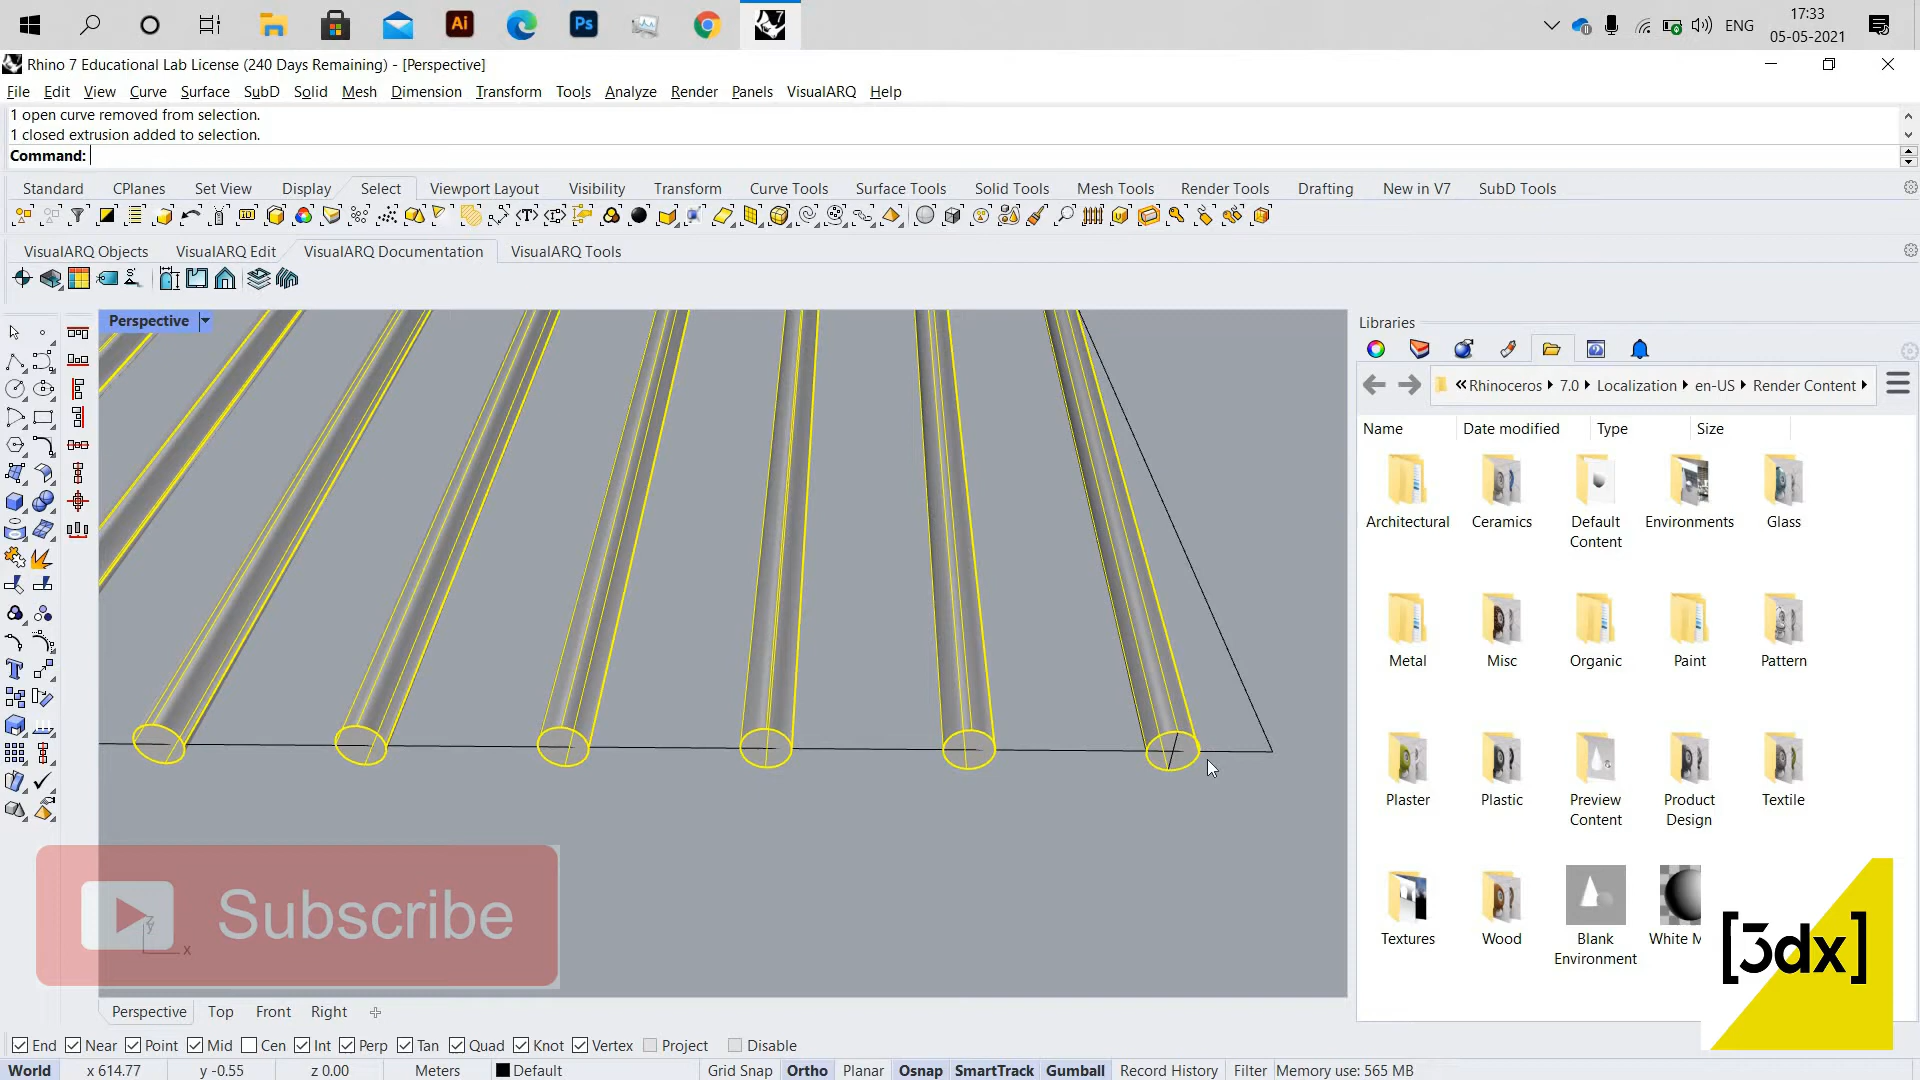 ENG
17:33
05-05-2021
Ai
Ps
7
Rhino 7 Educational Lab License (240 Days Remaining) - [Perspective]
File Edit View Curve Surface SubD Solid Mesh Dimension Transform Tools Analyze Render Panels VisualARQ Help
1 open curve removed from selection.
1 closed extrusion added to selection.
Command:
Standard CPlanes Set View Display Select Viewport Layout Visibility Transform Curve Tools Surface Tools Solid Tools Mesh Tools Render Tools Drafting New in V7 SubD Tools
VisualARQ Objects VisualARQ Edit VisualARQ Documentation VisualARQ Tools
Perspective
Libraries
« Rhinoceros 7.0 Localization en-US Render Content
Name Date modified Type Size
Architectural Ceramics Default Content Environments Glass
Metal Misc Organic Paint Pattern
Plaster Plastic Preview Content Product Design Textile
Textures Wood Blank Environment White M
Subscribe
z
y
x
[3dx]
Perspective Top Front Right
End Near Point Mid Cen Int Perp Tan Quad Knot Vertex Project Disable
World x 614.77 y -0.55 z 0.00 Meters Default Grid Snap Ortho Planar Osnap SmartTrack Gumball Record History Filter Memory use: 565 MB